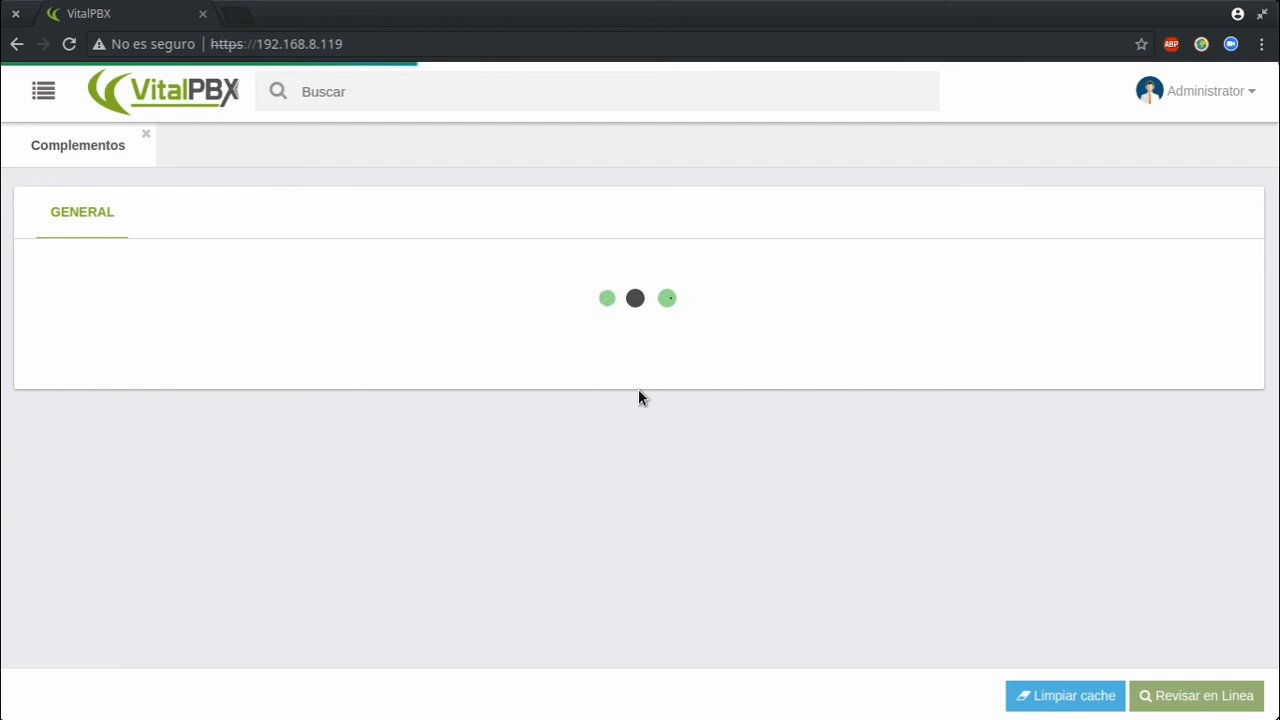 VitalPBX
No es seguro https://192.168.8.119
VitalPBX
Buscar
Administrator
Complementos
GENERAL
Limpiar cache
Revisar en Linea
ABP